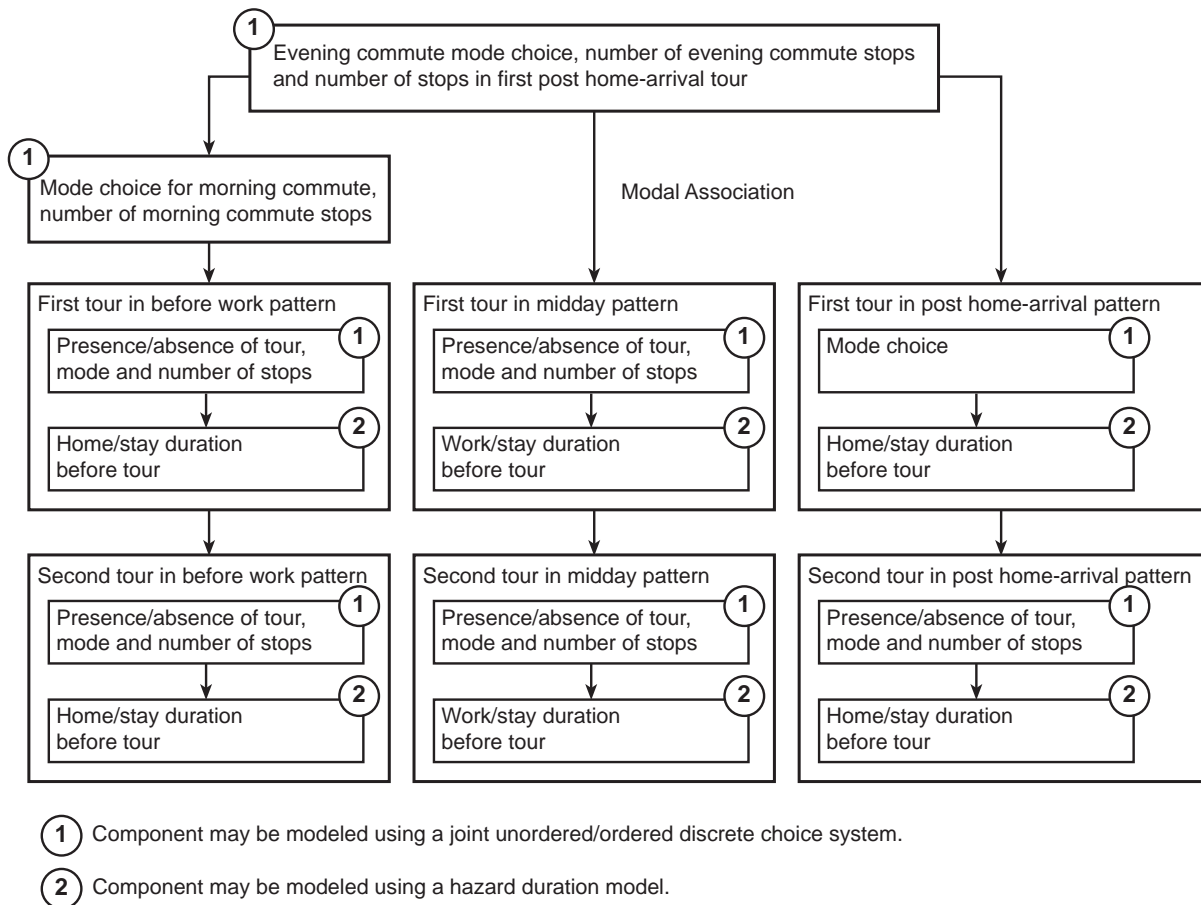 1
Evening commute mode choice, number of evening commute stops
and number of stops in first post home-arrival tour
1
Mode choice for morning commute,
number of morning commute stops
Modal Association
First tour in before work pattern
1
Presence/absence of tour,
mode and number of stops
2
Home/stay duration
before tour
First tour in midday pattern
1
Presence/absence of tour,
mode and number of stops
2
Work/stay duration
before tour
First tour in post home-arrival pattern
1
Mode choice
2
Home/stay duration
before tour
Second tour in before work pattern
1
Presence/absence of tour,
mode and number of stops
2
Home/stay duration
before tour
Second tour in midday pattern
1
Presence/absence of tour,
mode and number of stops
2
Work/stay duration
before tour
Second tour in post home-arrival pattern
1
Presence/absence of tour,
mode and number of stops
2
Home/stay duration
before tour
1 Component may be modeled using a joint unordered/ordered discrete choice system.
2 Component may be modeled using a hazard duration model.